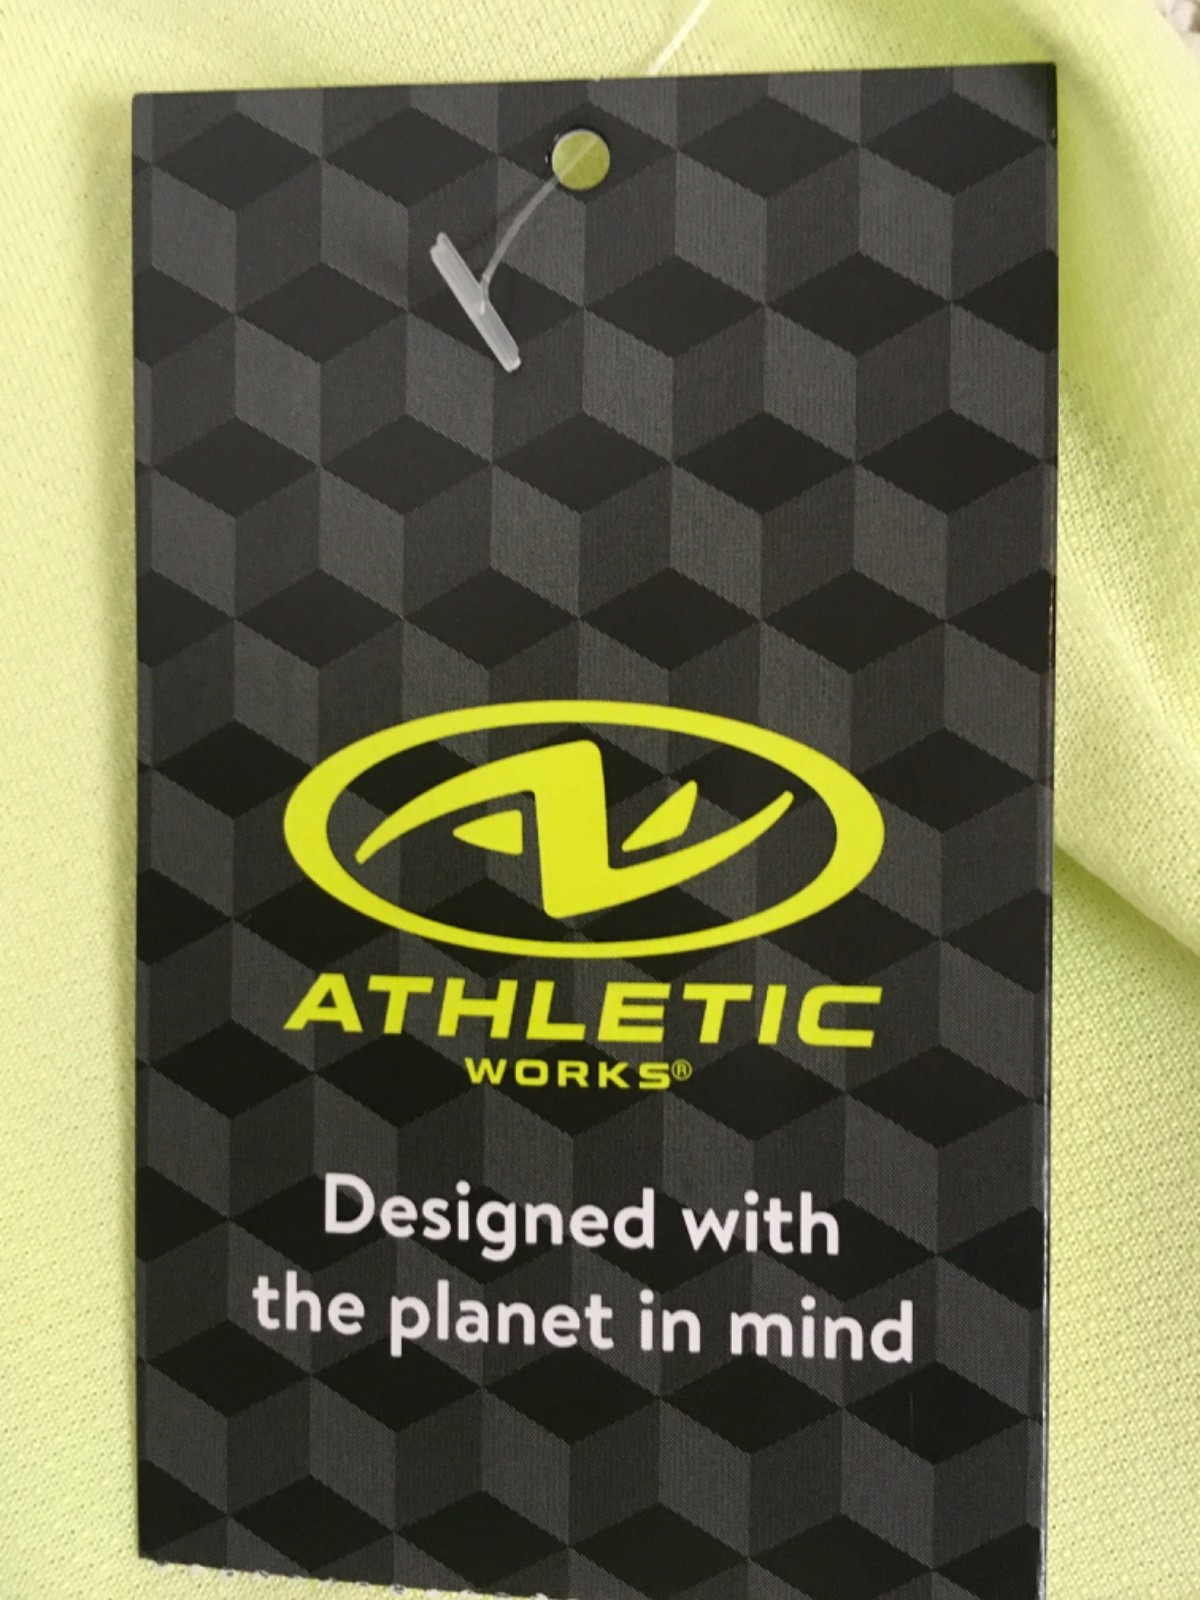 ATHLETIC
WORKS®
Designed with
the planet in mind